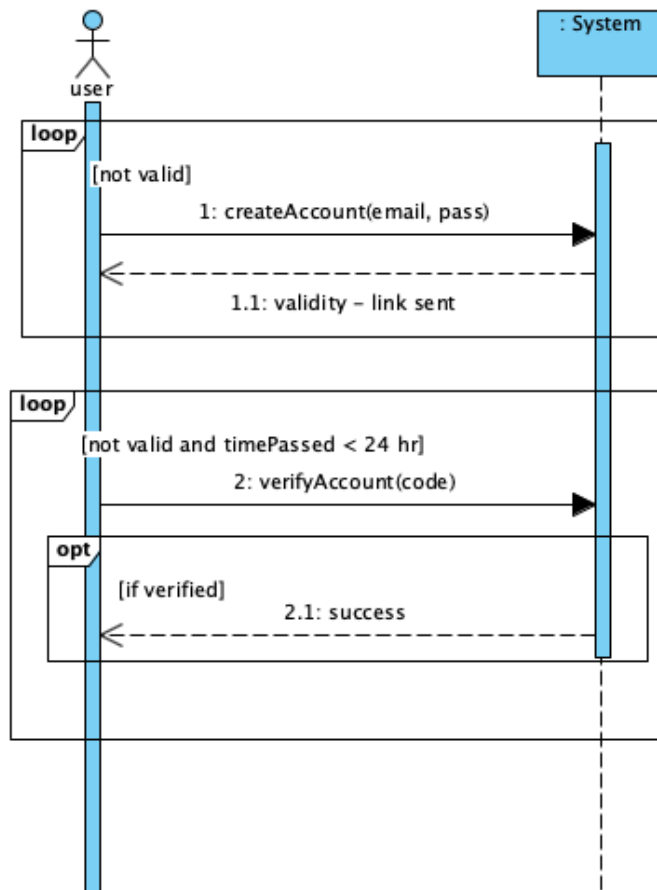 : System
user
loop
[not valid]
1: createAccount(email, pass)
1.1: validity – link sent
loop
[not valid and timePassed < 24 hr]
2: verifyAccount(code)
opt
[if verified]
2.1: success